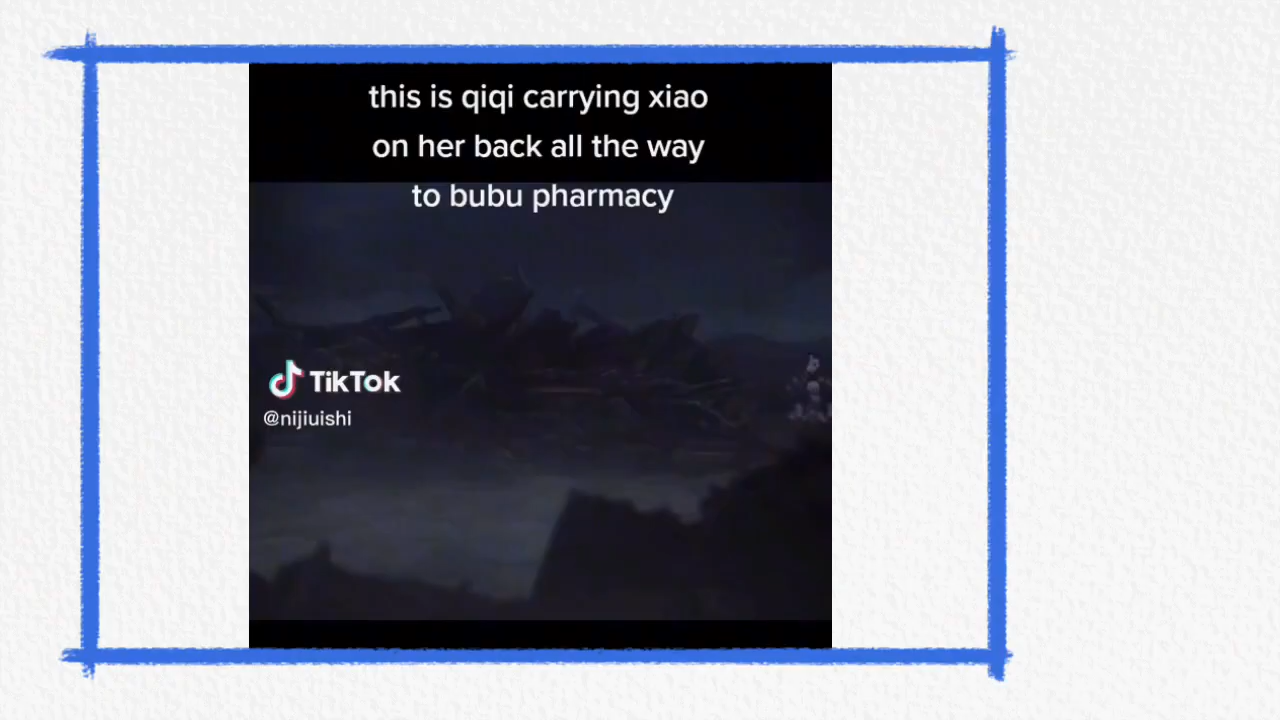 this is qiqi carrying xiao
on her back all the way
to bubu pharmacy
TikTok
@nijiuishi